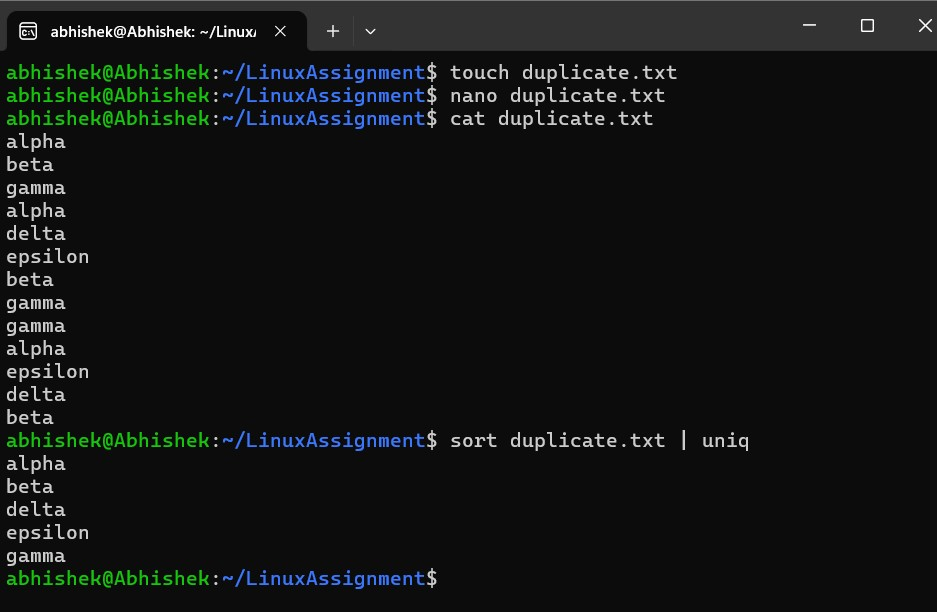 abhishek@Abhishek: ~/Linux/
abhishek@Abhishek:~/LinuxAssignment$ touch duplicate.txt
abhishek@Abhishek:~/LinuxAssignment$ nano duplicate.txt
abhishek@Abhishek:~/LinuxAssignment$ cat duplicate.txt
alpha
beta
gamma
alpha
delta
epsilon
beta
gamma
gamma
alpha
epsilon
delta
beta
abhishek@Abhishek:~/LinuxAssignment$ sort duplicate.txt | uniq
alpha
beta
delta
epsilon
gamma
abhishek@Abhishek:~/LinuxAssignment$